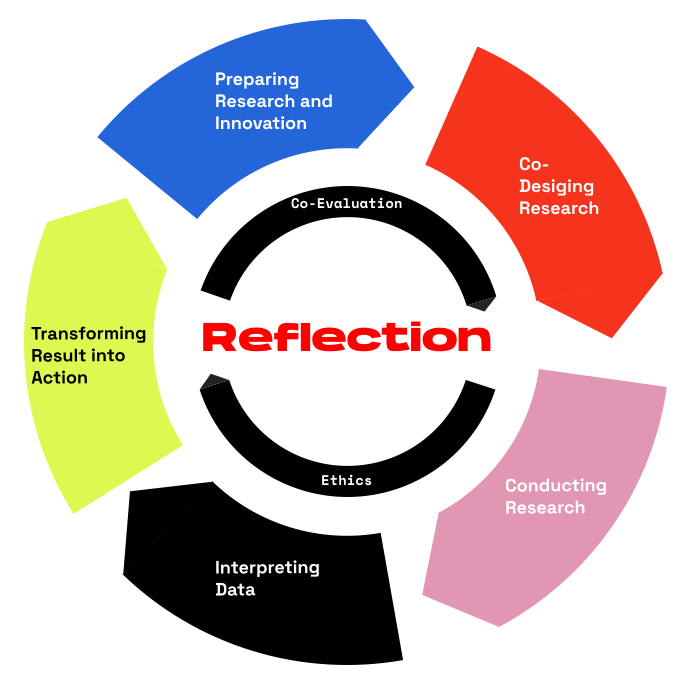 Preparing
Research and
Innovation
Co-
Desiging
Research
Co-Evaluation
Reflection
Transforming
Result into
Action
Ethics
Conducting
Research
Interpreting
Data